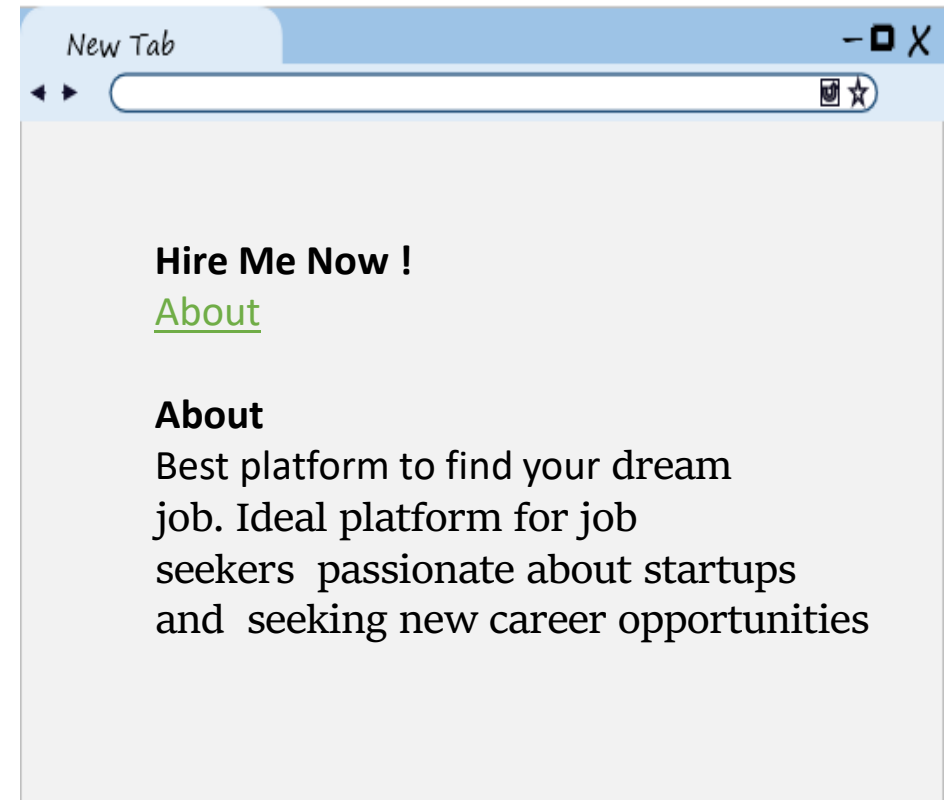 New Tab
Hire Me Now !
About
About
Best platform to find your dream
job. Ideal platform for job
seekers  passionate about startups
and  seeking new career opportunities